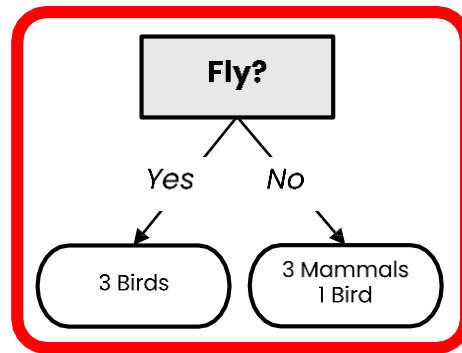 Fly?
Yes
No
3 Birds
3 Mammals
1 Bird